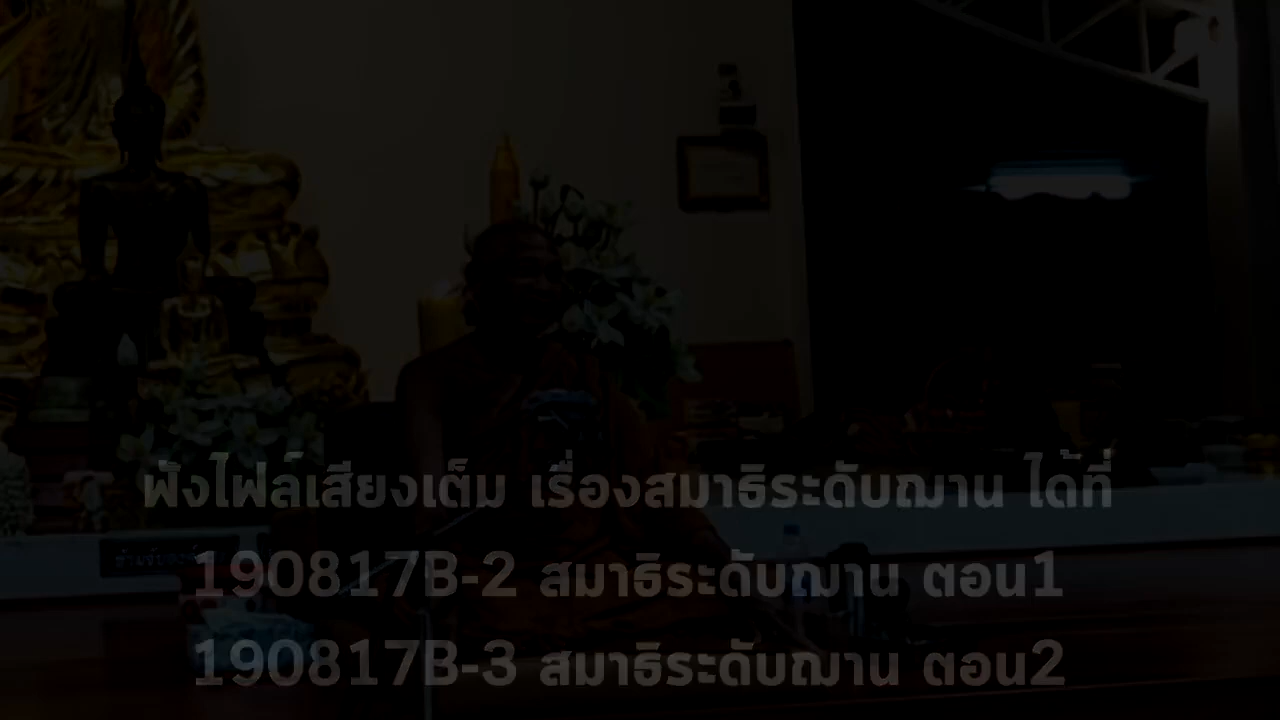 ฟังไฟล์เสียงเต็ม เรื่องสมาธิระดับฌาน ได้ที่
190817B-2 สมาธิระดับฌาน ตอน1
190817B-3 สมาธิระดับฌาน ตอน2